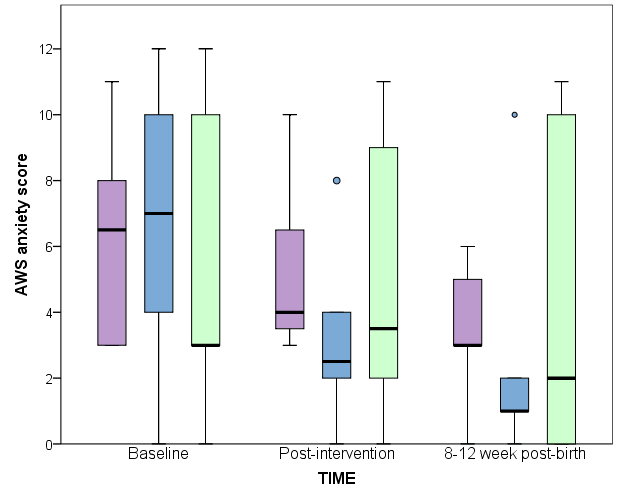 AWS anxiety score
12
10
8
6
4
2
0
Baseline Post-intervention 8-12 week post-birth
TIME